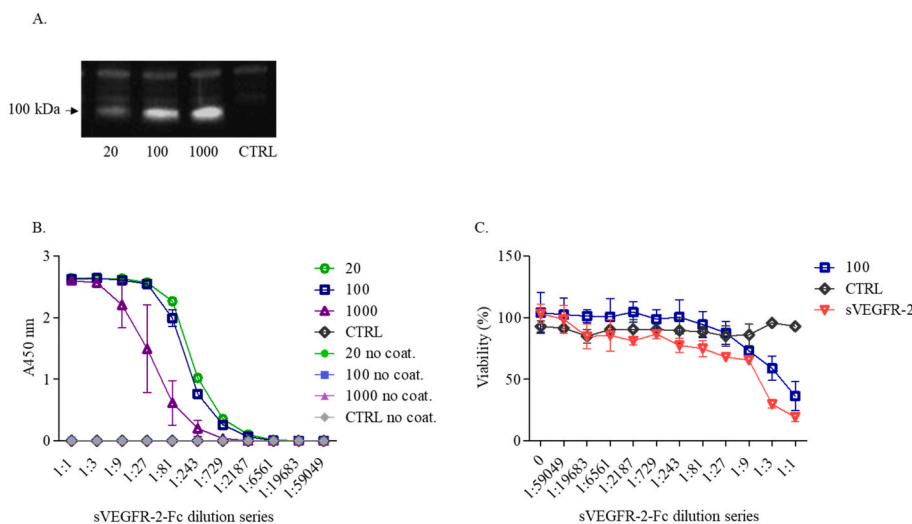 A.
100 kDa
20 100 1000 CTRL
B.
3
2
1
0
A450 nm
1:1 1:3 1:9 1:27 1:81 1:243 1:729 1:2187 1:6561 1:19683 1:59049
sVEGFR-2-Fc dilution series
20
100
1000
CTRL
20 no coat.
100 no coat.
1000 no coat.
CTRL no coat.
C.
150
100
50
0
Viability (%)
0 1:59049 1:19683 1:6561 1:2187 1:729 1:243 1:81 1:27 1:9 1:3 1:1
sVEGFR-2-Fc dilution series
100
CTRL
sVEGFR-2